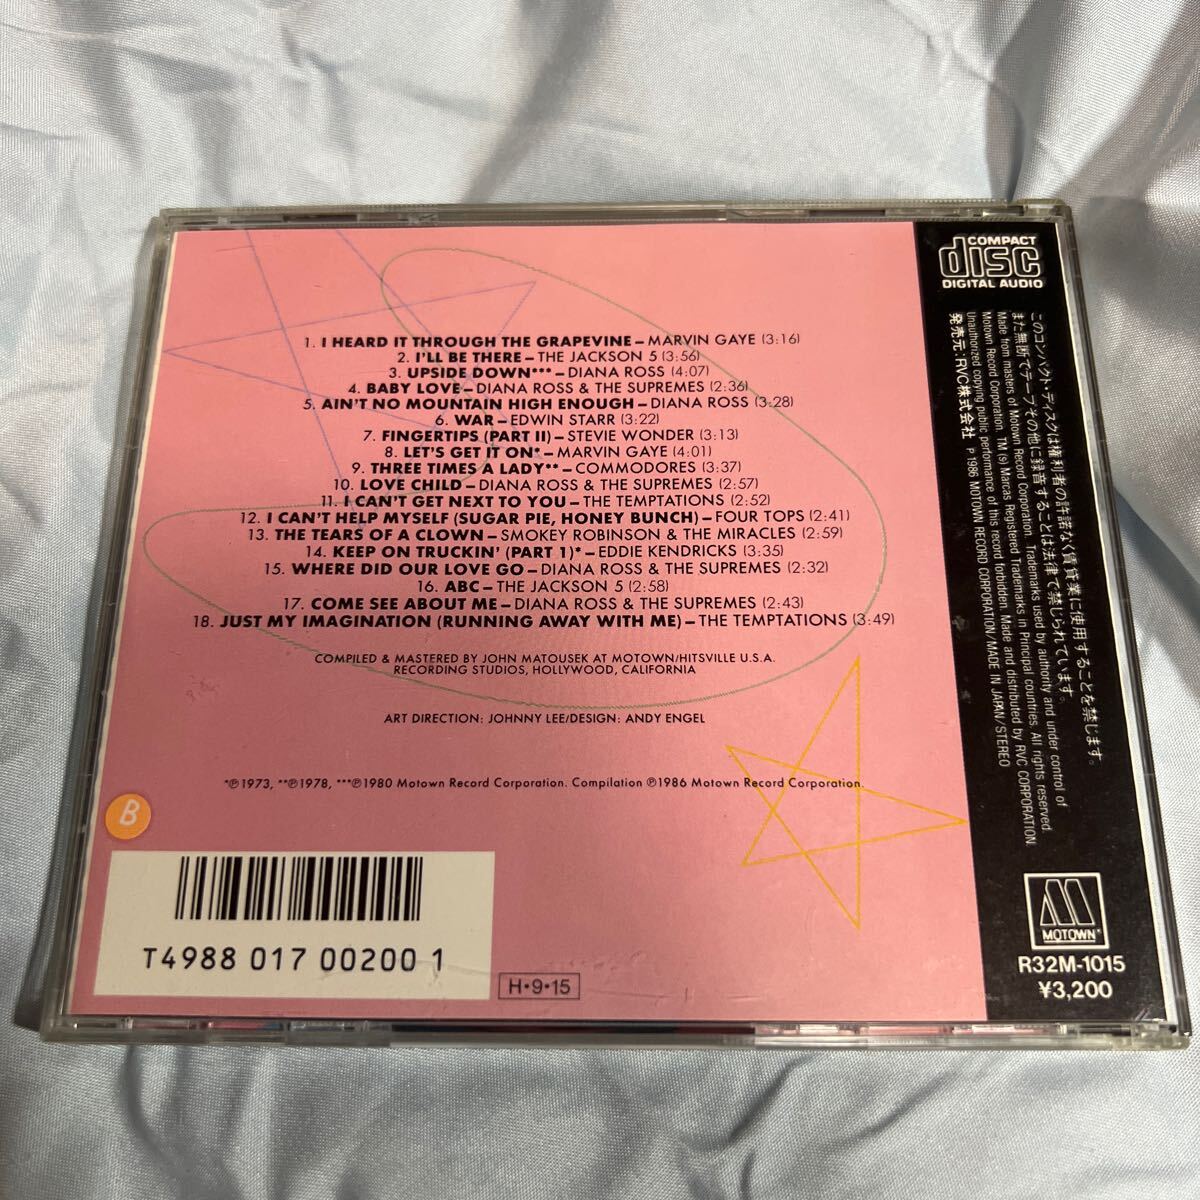 1. I HEARD IT THROUGH THE GRAPEVINE – MARVIN GAYE (3:16)
2. I'LL BE THERE – THE JACKSON 5 (3:56)
3. UPSIDE DOWN*** – DIANA ROSS (4:07)
4. BABY LOVE – DIANA ROSS & THE SUPREMES (2:36)
5. AIN'T NO MOUNTAIN HIGH ENOUGH – DIANA ROSS (3:28)
6. WAR – EDWIN STARR (3:22)
7. FINGERTIPS (PART II) – STEVIE WONDER (3:13)
8. LET'S GET IT ON* – MARVIN GAYE (4:01)
9. THREE TIMES A LADY** – COMMODORES (3:37)
10. LOVE CHILD – DIANA ROSS & THE SUPREMES (2:57)
11. I CAN'T GET NEXT TO YOU – THE TEMPTATIONS (2:52)
12. I CAN'T HELP MYSELF (SUGAR PIE, HONEY BUNCH) – FOUR TOPS (2:41)
13. THE TEARS OF A CLOWN – SMOKEY ROBINSON & THE MIRACLES (2:59)
14. KEEP ON TRUCKIN' (PART 1)* – EDDIE KENDRICKS (3:35)
15. WHERE DID OUR LOVE GO – DIANA ROSS & THE SUPREMES (2:32)
16. ABC – THE JACKSON 5 (2:58)
17. COME SEE ABOUT ME – DIANA ROSS & THE SUPREMES (2:43)
18. JUST MY IMAGINATION (RUNNING AWAY WITH ME) – THE TEMPTATIONS (3:49)
COMPILED & MASTERED BY JOHN MATOUSEK AT MOTOWN/HITSVILLE U.S.A.
RECORDING STUDIOS, HOLLYWOOD, CALIFORNIA
ART DIRECTION: JOHNNY LEE/DESIGN: ANDY ENGEL
*℗1973, **℗1978, ***℗1980 Motown Record Corporation. Compilation ℗1986 Motown Record Corporation.
B
T4988 017 00200 1
H・9・15
COMPACT
disc
DIGITAL AUDIO
このコンパクト・ディスクは権利者の許諾なく賃貸業に使用することを禁じます。
また無断でテープその他に録音することは法律で禁じられています。
Made from masters of Motown Record Corporation. Trademarks used by authority and under control of
Motown Record Corporation. TM (9) Marcas Registered Trademarks in Principal countries. All rights reserved.
Unauthorized copying public performance of this record forbidden. Made and distributed by RVC CORPORATION.
発売元:RVC株式会社 ℗1986 MOTOWN RECORD CORPORATION/MADE IN JAPAN/STEREO
MOTOWN®
R32M-1015
¥3,200